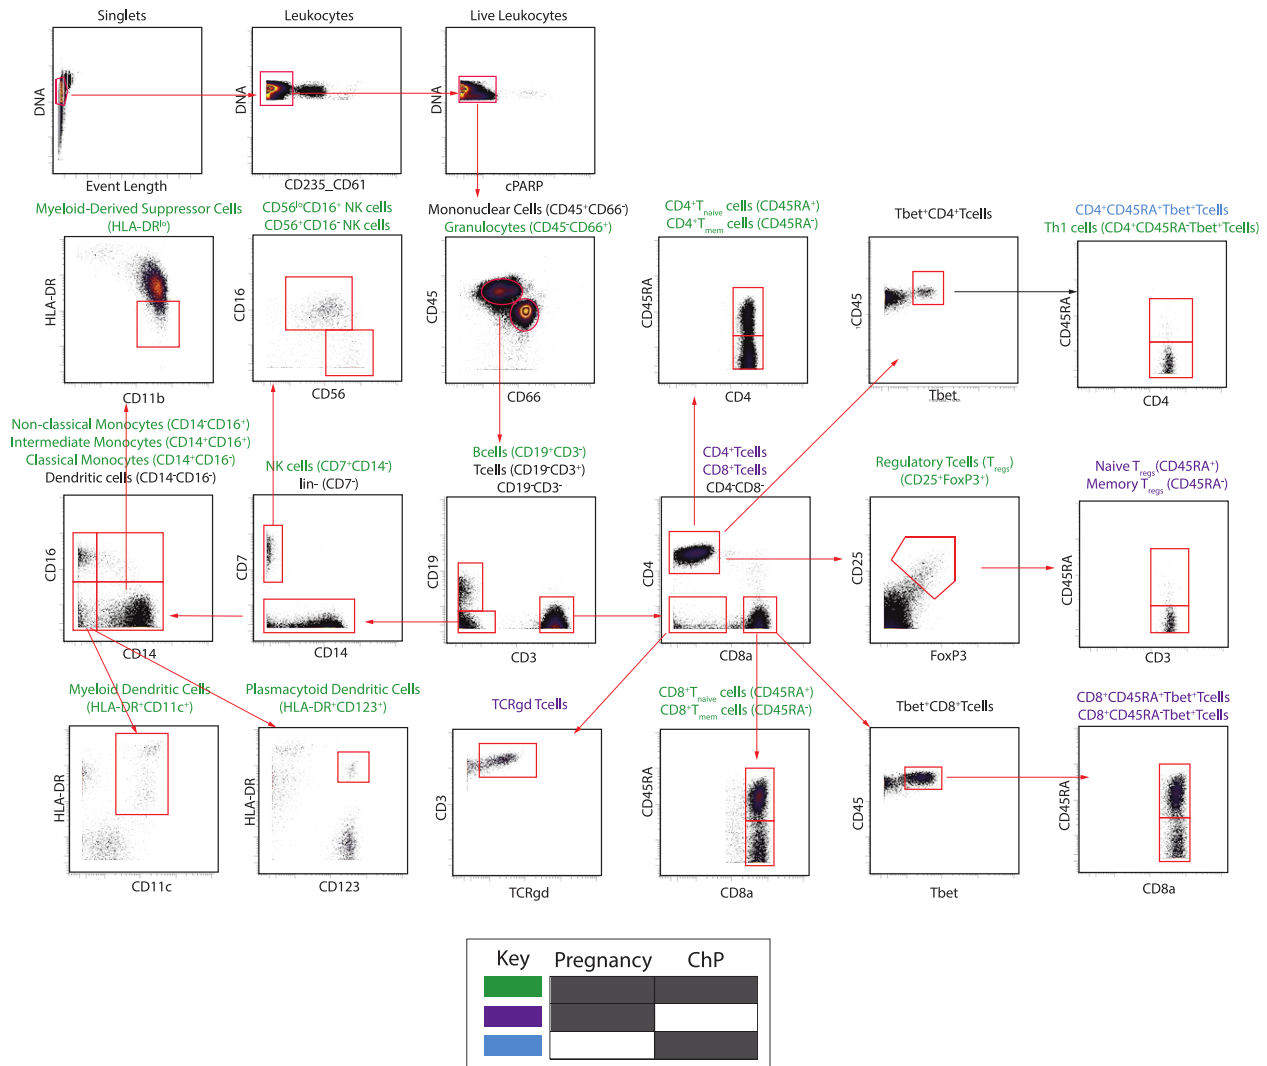 Singlets
Leukocytes
Live Leukocytes
DNA
Event Length
DNA
CD235_CD61
DNA
cPARP
Myeloid-Derived Suppressor Cells
(HLA-DRlo)
HLA-DR
CD11b
CD56loCD16+ NK cells
CD56+CD16- NK cells
CD16
CD56
Mononuclear Cells (CD45+CD66-)
Granulocytes (CD45-CD66+)
CD45
CD66
CD4+Tnaive cells (CD45RA+)
CD4+Tmem cells (CD45RA-)
CD45RA
CD4
Tbet+CD4+Tcells
CD45
Tbet
CD4+CD45RA+Tbet+Tcells
Th1 cells (CD4+CD45RA-Tbet+Tcells)
CD45RA
CD4
Non-classical Monocytes (CD14-CD16+)
Intermediate Monocytes (CD14+CD16+)
Classical Monocytes (CD14+CD16-)
Dendritic cells (CD14-CD16-)
CD16
CD14
NK cells (CD7+CD14-)
lin- (CD7-)
CD7
CD14
Bcells (CD19+CD3-)
Tcells (CD19-CD3+)
CD19-CD3-
CD19
CD3
CD4+Tcells
CD8+Tcells
CD4-CD8-
CD4
CD8a
Regulatory Tcells (Tregs)
(CD25+FoxP3+)
CD25
FoxP3
Naive Tregs(CD45RA+)
Memory Tregs (CD45RA-)
CD45RA
CD3
Myeloid Dendritic Cells
(HLA-DR+CD11c+)
HLA-DR
CD11c
Plasmacytoid Dendritic Cells
(HLA-DR+CD123+)
HLA-DR
CD123
TCRgd Tcells
CD3
TCRgd
CD8+Tnaive cells (CD45RA+)
CD8+Tmem cells (CD45RA-)
CD45RA
CD8a
Tbet+CD8+Tcells
CD45
Tbet
CD8+CD45RA+Tbet+Tcells
CD8+CD45RA-Tbet+Tcells
CD45RA
CD8a
Key Pregnancy ChP